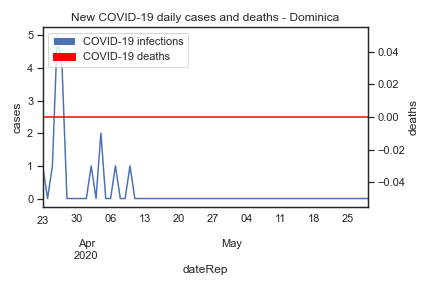 New COVID-19 daily cases and deaths - Dominica
COVID-19 infections
COVID-19 deaths
5
4
3
2
1
0
cases
0.04
0.02
0.00
−0.02
−0.04
deaths
23 30 06 13 20 27 04 11 18 25
Apr May
2020
dateRep